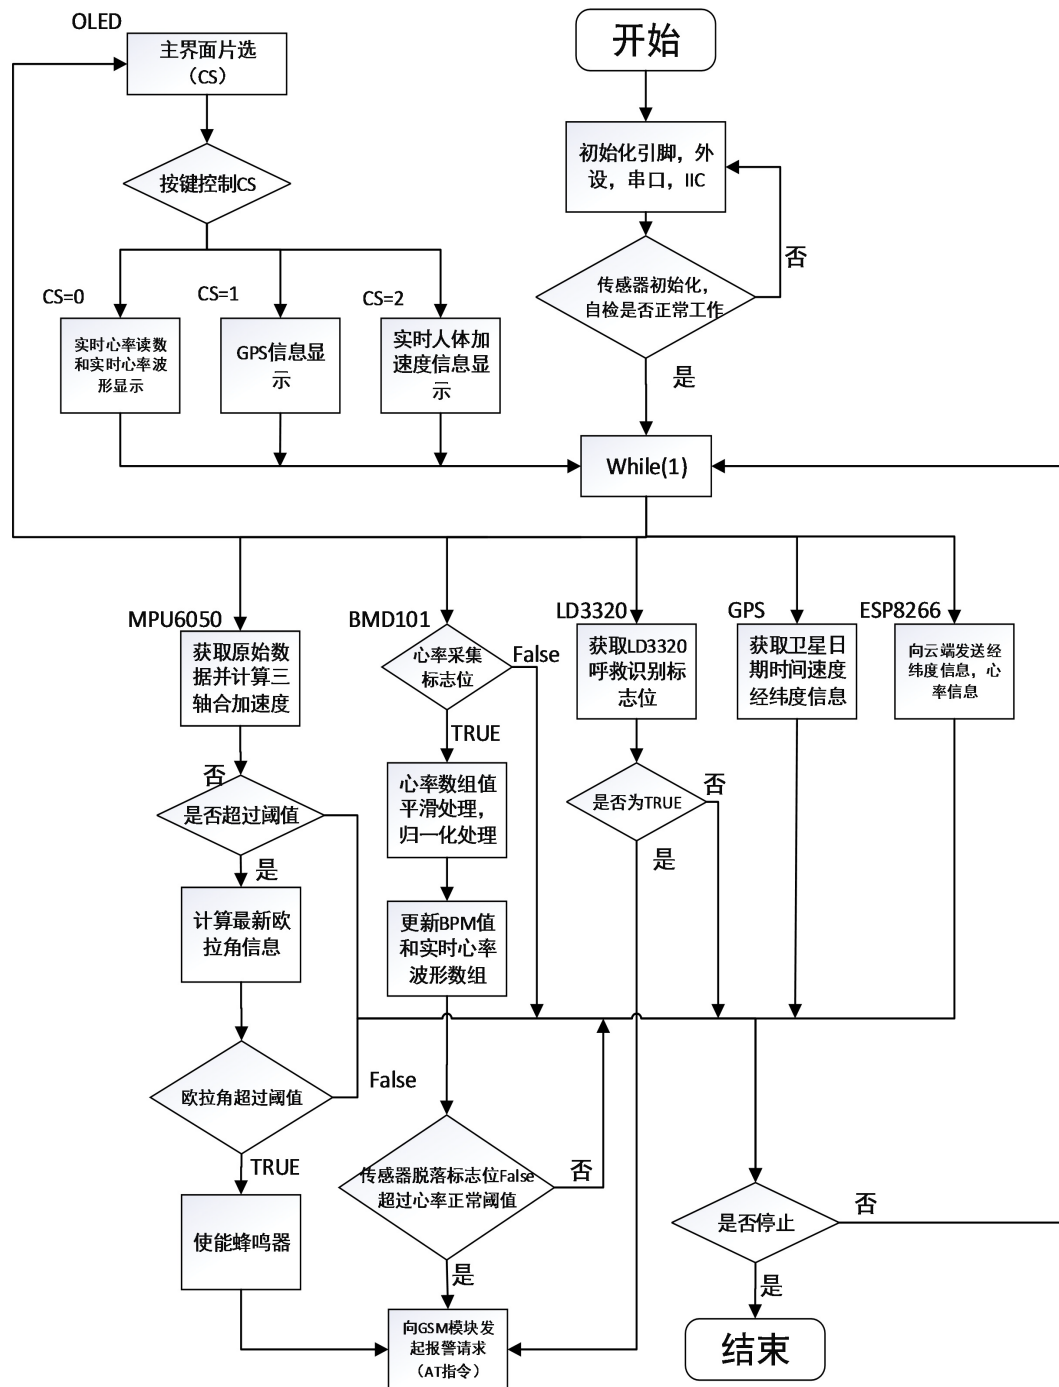 OLED
主界面片选
（CS）
按键控制CS
CS=0
CS=1
CS=2
实时心率读数
和实时心率波
形显示
GPS信息显
示
实时人体加
速度信息显
示
开始
初始化引脚，外
设，串口，IIC
传感器初始化，
自检是否正常工作
否
是
While(1)
MPU6050
获取原始数
据并计算三
轴合加速度
否
是否超过阈值
是
计算最新欧
拉角信息
欧拉角超过阈值
False
TRUE
使能蜂鸣器
BMD101
心率采集
标志位
False
TRUE
心率数组值
平滑处理，
归一化处理
更新BPM值
和实时心率
波形数组
传感器脱落标志位False
超过心率正常阈值
否
是
向GSM模块发
起报警请求
（AT指令）
LD3320
获取LD3320
呼救识别标
志位
是否为TRUE
否
是
GPS
获取卫星日
期时间速度
经纬度信息
ESP8266
向云端发送经
纬度信息，心
率信息
是否停止
否
是
结束